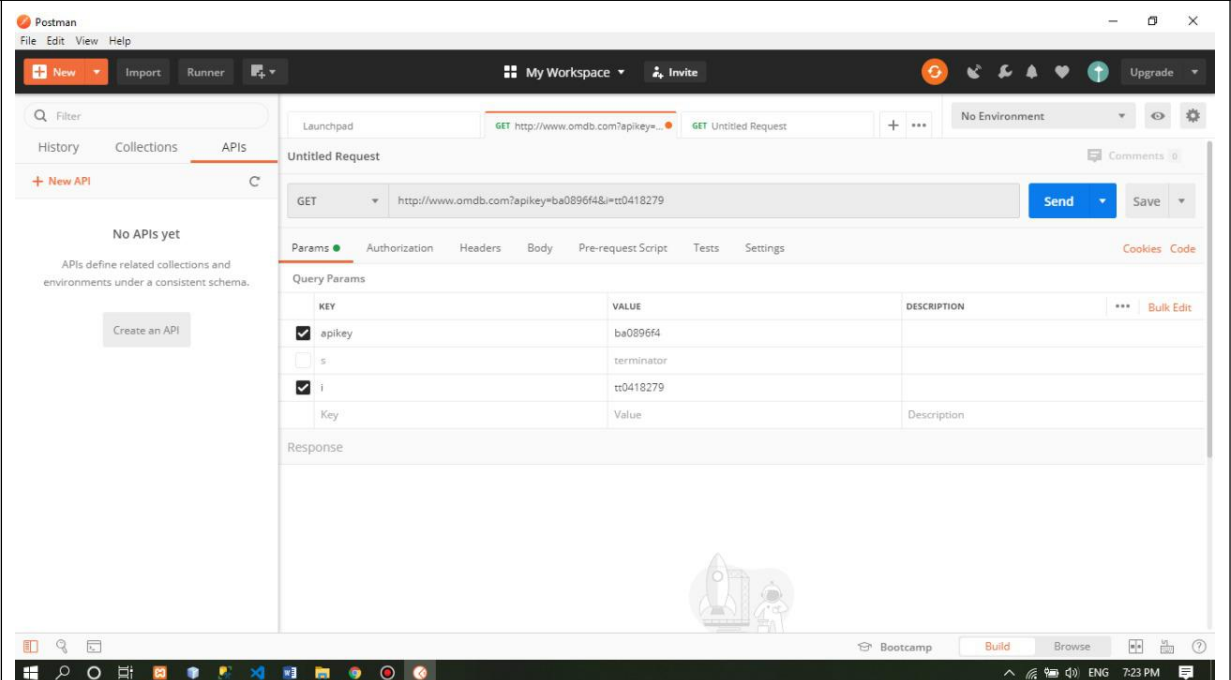 Postman
File Edit View Help
New Import Runner My Workspace Invite Upgrade
Filter
History Collections APIs
+ New API
No APIs yet
APIs define related collections and
environments under a consistent schema.
Create an API
Launchpad GET http://www.omdb.com?apikey=... GET Untitled Request + ••• No Environment
Untitled Request Comments 0
GET http://www.omdb.com?apikey=ba0896f4&i=tt0418279 Send Save
Params Authorization Headers Body Pre-request Script Tests Settings Cookies Code
Query Params
KEY VALUE DESCRIPTION ••• Bulk Edit
apikey ba0896f4
s terminator
i tt0418279
Key Value Description
Response
Bootcamp Build Browse
ENG 7:23 PM